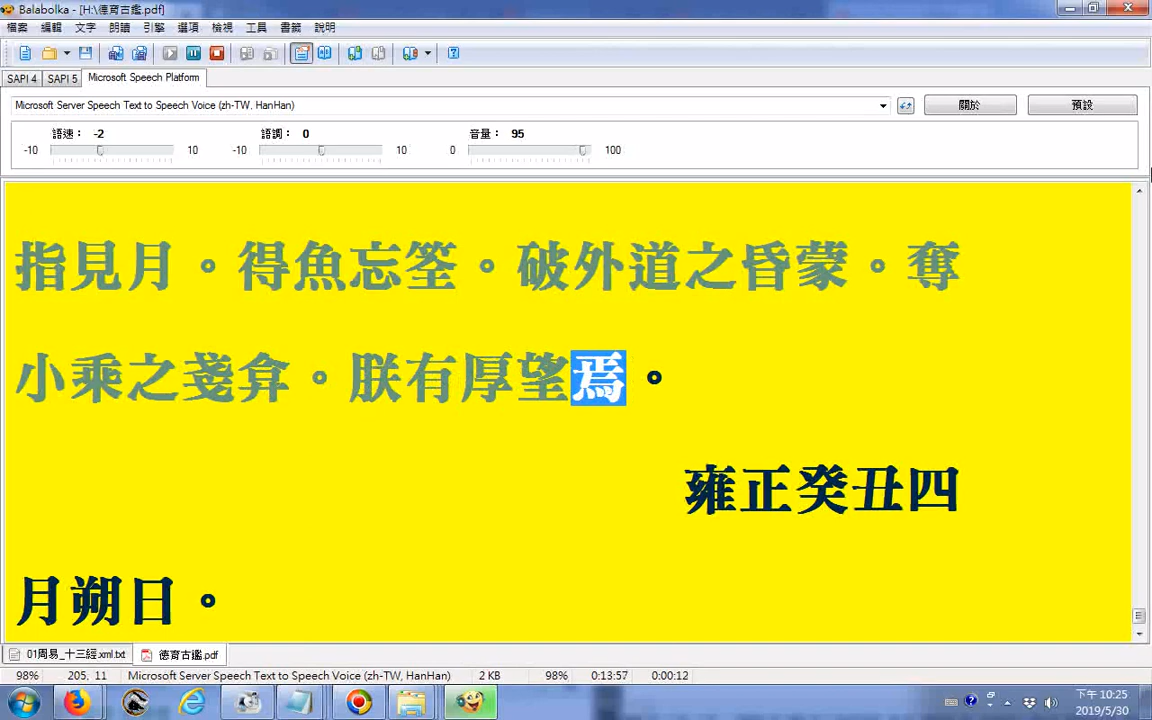 Balabolka - [H:\德育古鑑.pdf]
檔案 編輯 文字 朗讀 引擎 選項 檢視 工具 書籤 說明
SAPI 4 SAPI 5 Microsoft Speech Platform
Microsoft Server Speech Text to Speech Voice (zh-TW, HanHan) 關於 預設
語速： -2 語調： 0 音量： 95
-10 10 -10 10 0 100
指見月。得魚忘筌。破外道之昏蒙。奪
小乘之戔弇。朕有厚望焉。
雍正癸丑四
月朔日。
01周易_十三經.xml.txt 德育古鑑.pdf
98% 205, 11 Microsoft Server Speech Text to Speech Voice (zh-TW, HanHan) 2 KB 98% 0:13:57 0:00:12
下午 10:25
2019/5/30